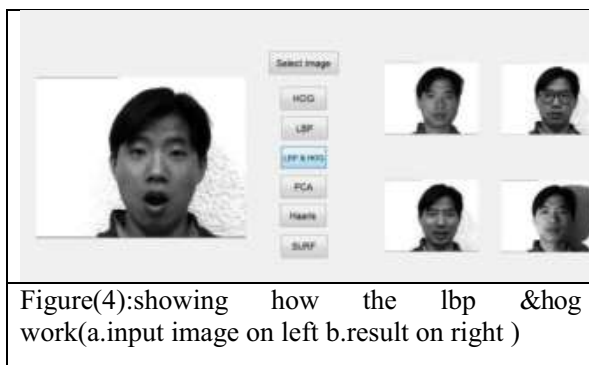 Select Image
HOG
LBP
LBP & HOG
PCA
Haaris
SURF
Figure(4):showing how the lbp &hog
work(a.input image on left b.result on right )